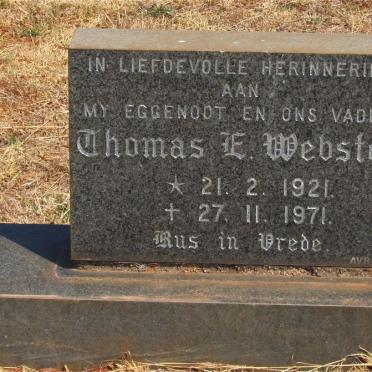 IN LIEFDEVOLLE HERINNERI
AAN
MY EGGENOOT EN ONS VAD
Thomas E. Webst
* 21. 2. 1921.
+ 27. 11. 1971.
Rus in Vrede
AVB